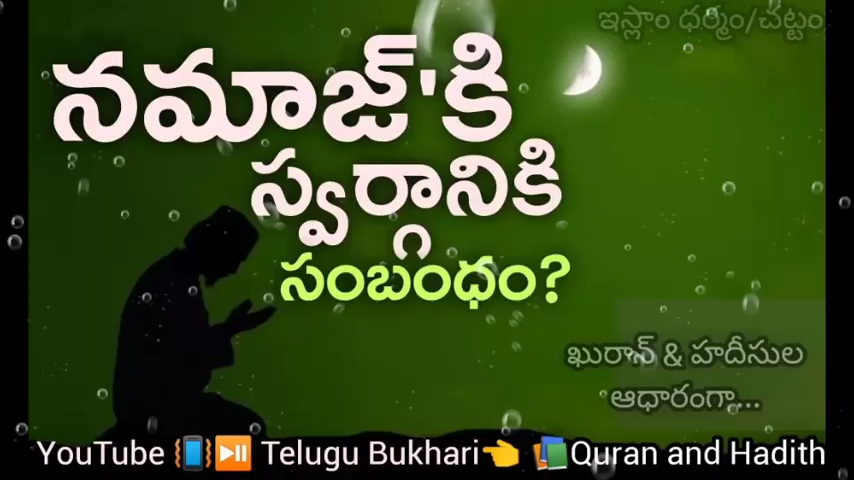 ఇస్లాం ధర్మం/చట్టం
నమాజ్'కి
స్వర్గానికి
సంబంధం?
ఖురాన్ & హదీసుల
ఆధారంగా...
YouTube 📳⏯️ Telugu Bukhari👈 📚Quran and Hadith